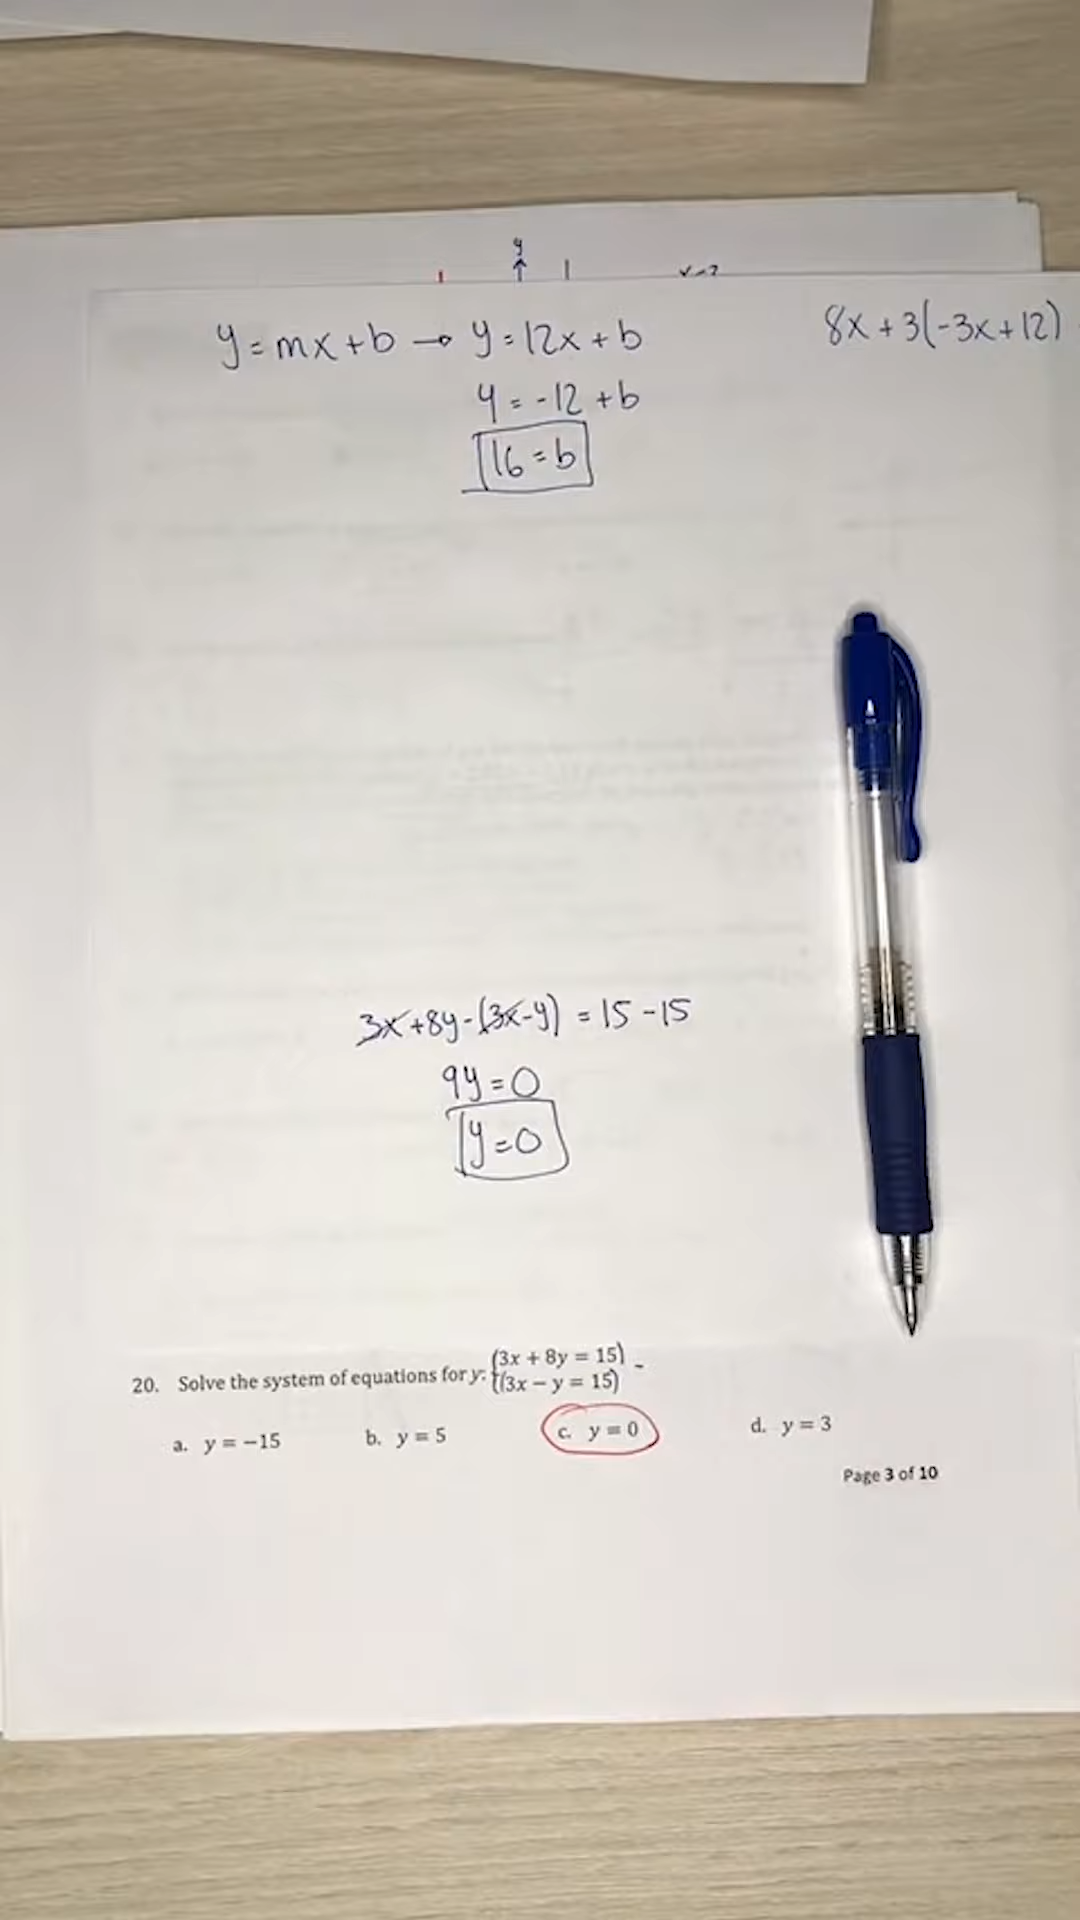 y
y = mx + b → y = 12x + b
8x + 3(-3x + 12)
4 = -12 + b
16 = b
3x + 8y - (3x - y) = 15 - 15
9y = 0
y = 0
20. Solve the system of equations for y: {(3x + 8y = 15)
{(3x − y = 15)
a. y = −15 b. y = 5 c. y = 0 d. y = 3
Page 3 of 10